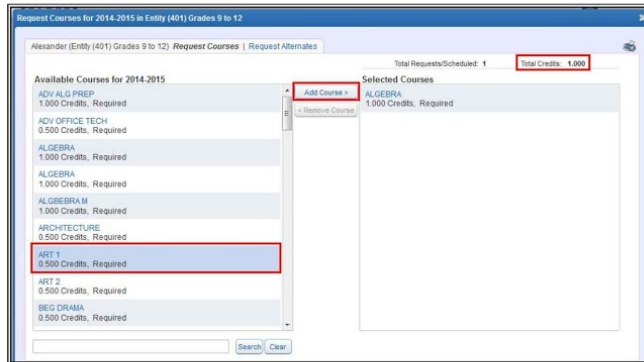 Request Courses for 2014-2015 in Entity (401) Grades 9 to 12
Alexander (Entity (401) Grades 9 to 12) Request Courses | Request Alternates
Total Requests/Scheduled: 1 Total Credits: 1.000
Available Courses for 2014-2015
ADV ALG PREP
1.000 Credits, Required
ADV OFFICE TECH
0.500 Credits, Required
ALGEBRA
1.000 Credits, Required
ALGEBRA
1.000 Credits, Required
ALGBEBRA M
1.000 Credits, Required
ARCHITECTURE
0.500 Credits, Required
ART 1
0.500 Credits, Required
ART 2
0.500 Credits, Required
BEG DRAMA
0.500 Credits, Required
Search Clear
Add Course >
< Remove Course
Selected Courses
ALGEBRA
1.000 Credits, Required